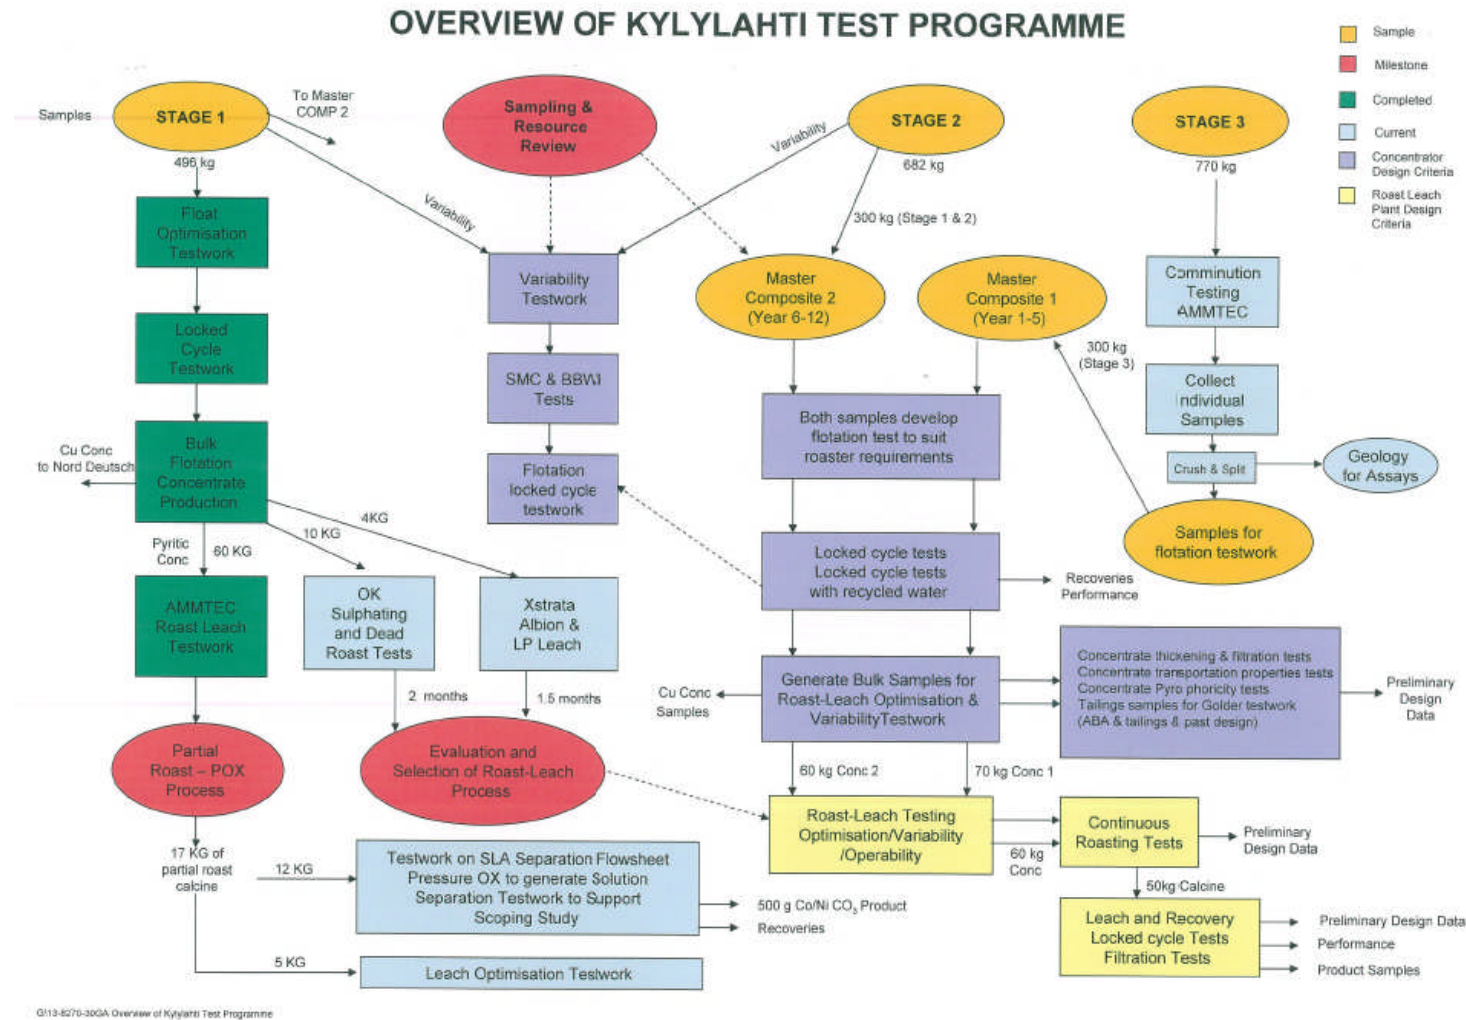 OVERVIEW OF KYLYLAHTI TEST PROGRAMME
Sample
Milestone
Completed
Current
Concentrator
Design Criteria
Roast Leach
Plant Design
Criteria
Samples
STAGE 1
To Master
COMP 2
Sampling &
Resource
Review
Variability
STAGE 2
STAGE 3
496 kg
682 kg
770 kg
Variability
300 kg (Stage 1 & 2)
Float
Optimisation
Testwork
Variability
Testwork
Master
Composite 2
(Year 6-12)
Master
Composite 1
(Year 1-5)
Comminution
Testing
AMMTEC
300 kg
(Stage 3)
Locked
Cycle
Testwork
SMC & BBWI
Tests
Both samples develop
flotation test to suit
roaster requirements
Collect
Individual
Samples
Cu Conc
to Nord Deutsch
Bulk
Flotation
Concentrate
Production
Flotation
locked cycle
testwork
Crush & Split
Geology
for Assays
4KG
10 KG
Pyritic
Conc
60 KG
Samples for
flotation testwork
Locked cycle tests
Locked cycle tests
with recycled water
Recoveries
Performance
AMMTEC
Roast Leach
Testwork
OK
Sulphating
and Dead
Roast Tests
Xstrata
Albion &
LP Leach
2 months
1.5 months
Cu Conc
Samples
Generate Bulk Samples for
Roast-Leach Optimisation &
VariabilityTestwork
Concentrate thickening & filtration tests
Concentrate transportation properties tests
Concentrate Pyro phoricity tests
Tailings samples for Golder testwork
(ABA & tailings & past design)
Preliminary
Design
Data
Partial
Roast – POX
Process
Evaluation and
Selection of Roast-Leach
Process
60 kg Conc 2
70 kg Conc 1
Roast-Leach Testing
Optimisation/Variability
/Operability
60 kg
Conc
Continuous
Roasting Tests
Preliminary
Design Data
17 KG of
partial roast
calcine
12 KG
Testwork on SLA Separation Flowsheet
Pressure OX to generate Solution
Separation Testwork to Support
Scoping Study
500 g Co/Ni CO3 Product
Recoveries
50kg Calcine
Leach and Recovery
Locked cycle Tests
Filtration Tests
Preliminary Design Data
Performance
Product Samples
5 KG
Leach Optimisation Testwork
G\13-8270-30GA Overview of Kylylahti Test Programme